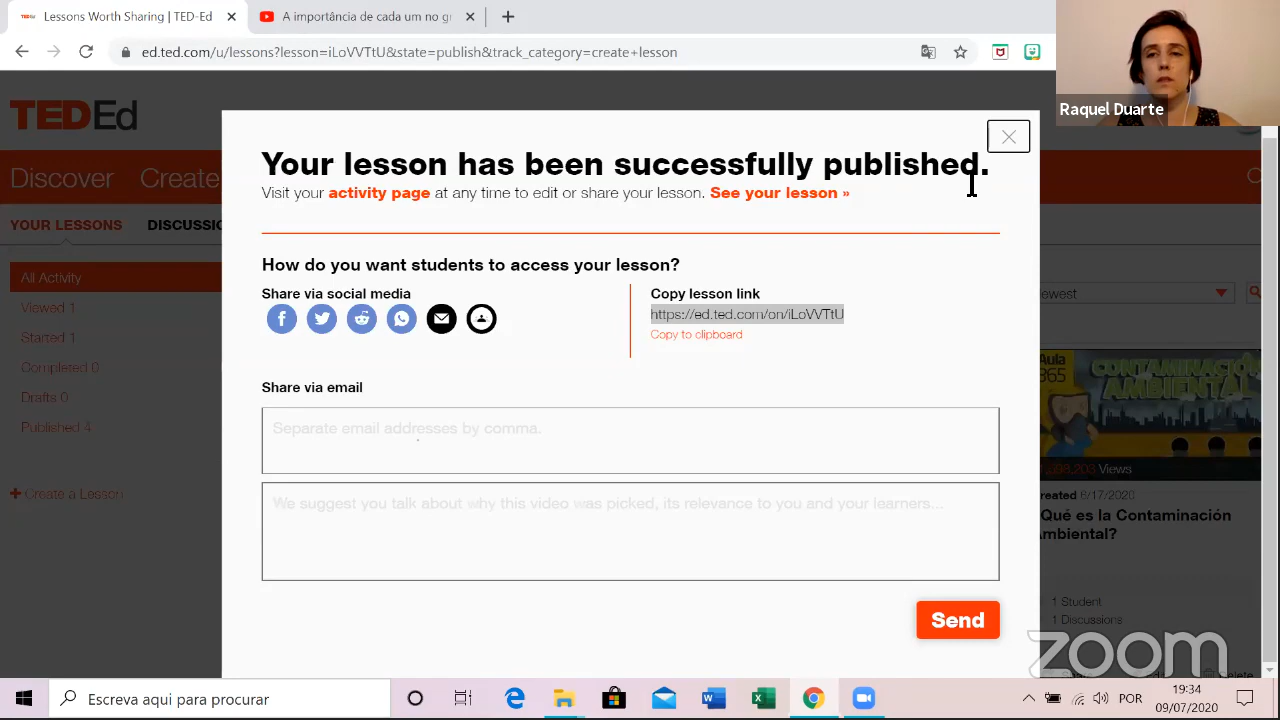 Lessons Worth Sharing | TED-Ed
A importância de cada um no gr
ed.ted.com/u/lessons?lesson=iLoVVTtU&state=publish&track_category=create+lesson
Raquel Duarte
TEDEd
Discover Create
YOUR LESSONS DISCUSSIO
All Activity
Viewed 1
Started 1
Completed 0
Drafts 0
Published 4
+ Create a Lesson
Your lesson has been successfully published.
Visit your activity page at any time to edit or share your lesson. See your lesson »
How do you want students to access your lesson?
Share via social media
Copy lesson link
https://ed.ted.com/on/iLoVVTtU
Copy to clipboard
Share via email
Separate email addresses by comma.
We suggest you talk about why this video was picked, its relevance to you and your learners...
Send
ewest
Aula
365
CONTAMINACIÓN
AMBIENTAL
Views
reated 6/17/2020
Qué es la Contaminación
mbiental?
1 Student
1 Discussions
Delete
zoom
Escreva aqui para procurar
POR
19:34
09/07/2020